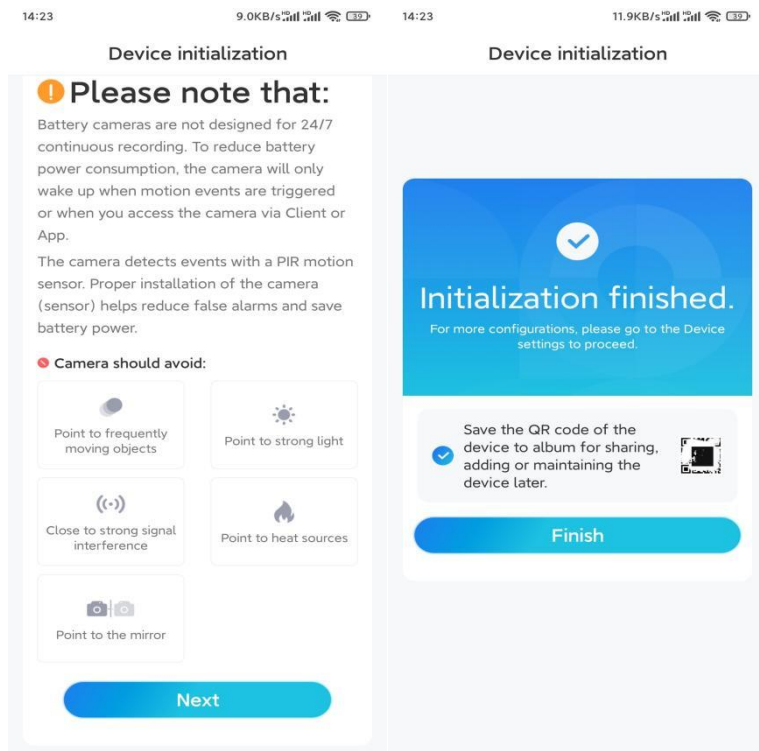 14:23
9.0KB/s
HD
HD
39
Device initialization
Please note that:
Battery cameras are not designed for 24/7
continuous recording. To reduce battery
power consumption, the camera will only
wake up when motion events are triggered
or when you access the camera via Client or
App.
The camera detects events with a PIR motion
sensor. Proper installation of the camera
(sensor) helps reduce false alarms and save
battery power.
Camera should avoid:
Point to frequently
moving objects
Point to strong light
Close to strong signal
interference
Point to heat sources
Point to the mirror
Next
14:23
11.9KB/s
HD
HD
39
Device initialization
Initialization finished.
For more configurations, please go to the Device
settings to proceed.
Save the QR code of the
device to album for sharing,
adding or maintaining the
device later.
Finish